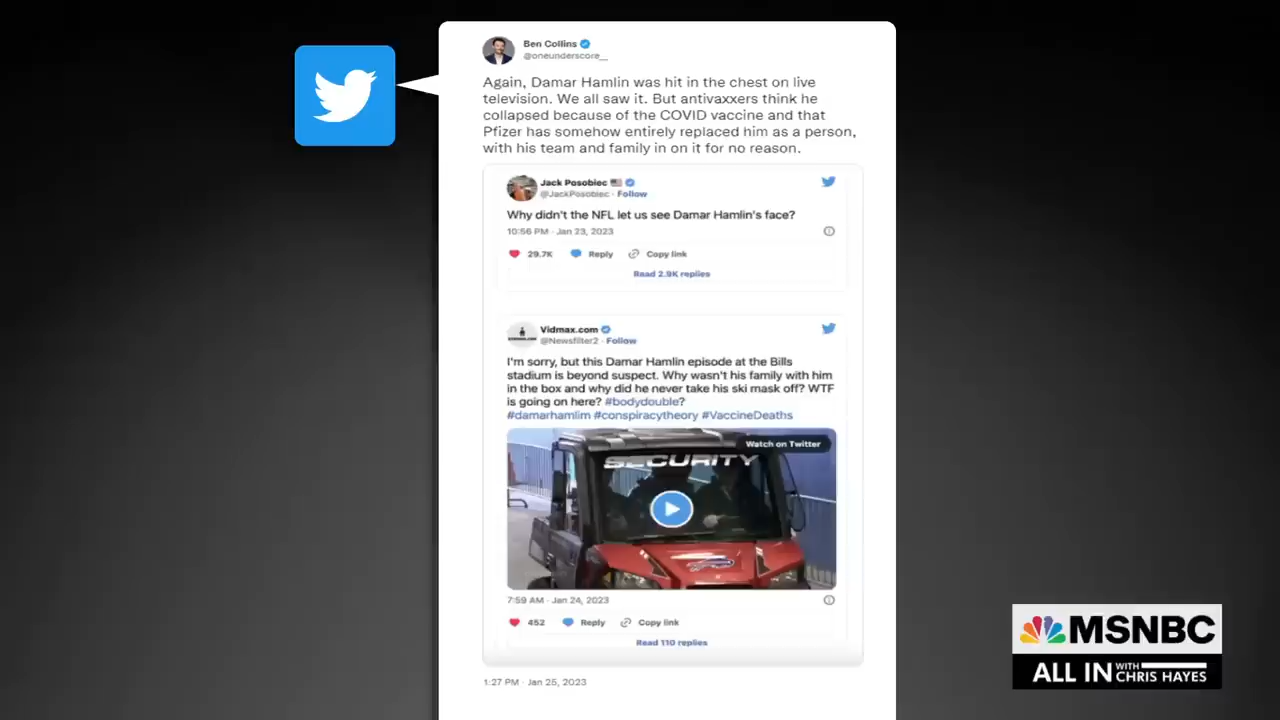 Ben Collins
@oneunderscore__
Again, Damar Hamlin was hit in the chest on live
television. We all saw it. But antivaxxers think he
collapsed because of the COVID vaccine and that
Pfizer has somehow entirely replaced him as a person,
with his team and family in on it for no reason.
Jack Posobiec
@JackPosobiec · Follow
Why didn't the NFL let us see Damar Hamlin's face?
10:56 PM · Jan 23, 2023
29.7K Reply Copy link
Read 2.9K replies
Vidmax.com
@Newsfilter2 · Follow
I'm sorry, but this Damar Hamlin episode at the Bills
stadium is beyond suspect. Why wasn't his family with him
in the box and why did he never take his ski mask off? WTF
is going on here? #bodydouble?
#damarhamlim #conspiracytheory #VaccineDeaths
Watch on Twitter
SECURITY
7:59 AM · Jan 24, 2023
452 Reply Copy link
Read 110 replies
1:27 PM · Jan 25, 2023
MSNBC
ALL IN WITH CHRIS HAYES